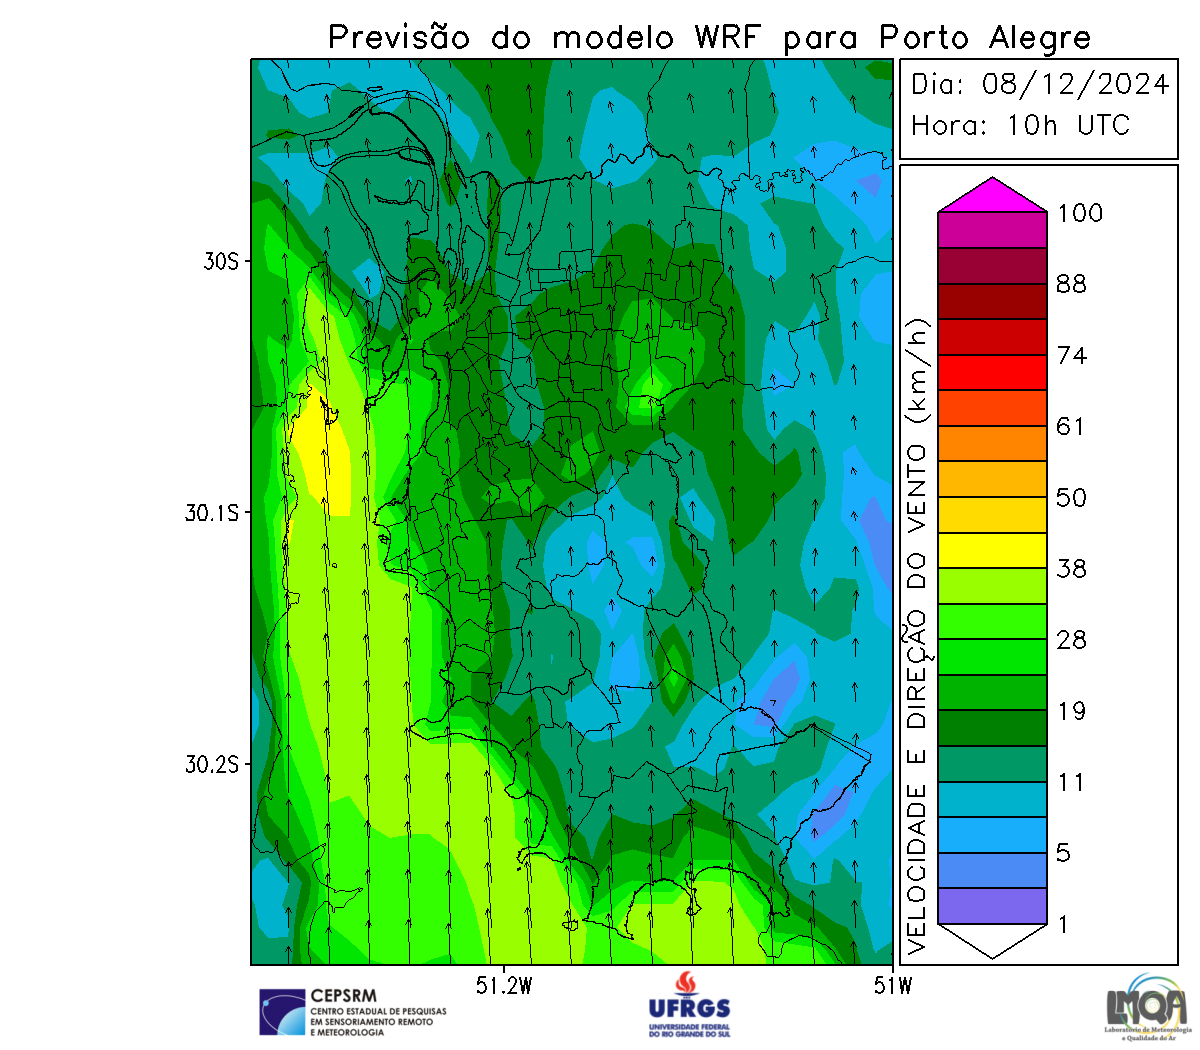 Previsão do modelo WRF para Porto Alegre
Dia: 08/12/2024
Hora: 10h UTC
30S
30.1S
30.2S
51.2W
51W
VELOCIDADE E DIREÇÃO DO VENTO (km/h)
100
88
74
61
50
38
28
19
11
5
1
CEPSRM
CENTRO ESTADUAL DE PESQUISAS
EM SENSORIAMENTO REMOTO
E METEOROLOGIA
UFRGS
UNIVERSIDADE FEDERAL
DO RIO GRANDE DO SUL
LMQA
Laboratório de Meteorologia
e Qualidade do Ar